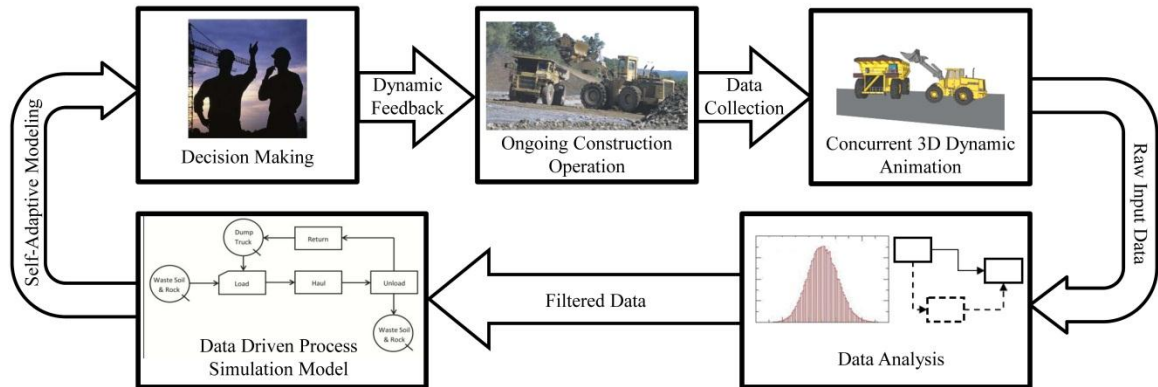 Decision Making
Dynamic
Feedback
Ongoing Construction
Operation
Data
Collection
Concurrent 3D Dynamic
Animation
Raw Input Data
Data Analysis
Filtered Data
Dump
Truck
Return
Waste Soil
& Rock
Load
Haul
Unload
Waste Soil
& Rock
Data Driven Process
Simulation Model
Self-Adaptive Modeling